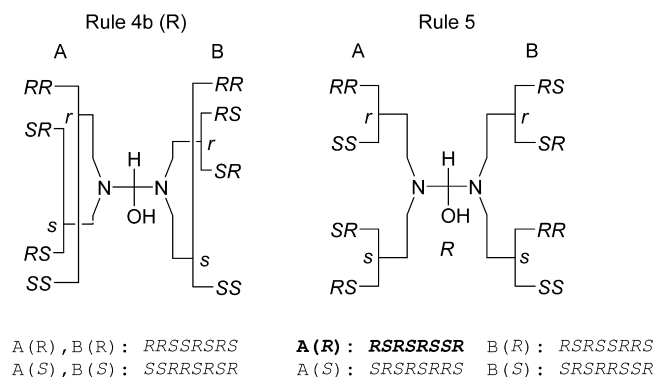 Rule 4b (R) Rule 5
A B A B
RR RR RR RS
r RS r r
SR r SS SR
H SR H
N N N N
OH OH
s SR R RR
RS s s s
SS SS RS SS
A(R),B(R): RRSSRSRS A(R): RSRSRSSR B(R): RSRSSRRS
A(S),B(S): SSRRSRSR A(S): SRSRSRRS B(S): SRSRRSSR